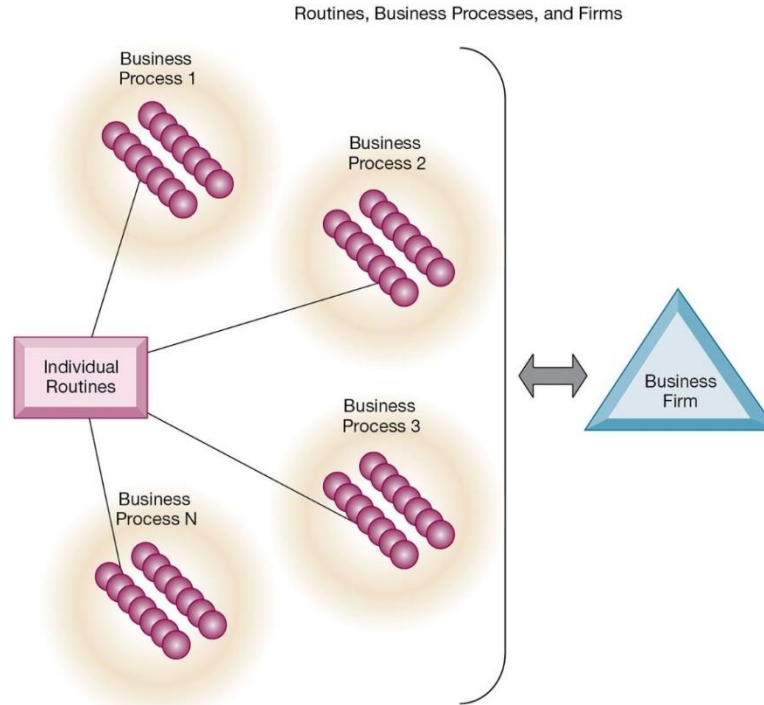 Routines, Business Processes, and Firms
Business
Process 1
Business
Process 2
Individual
Routines
Business
Firm
Business
Process 3
Business
Process N